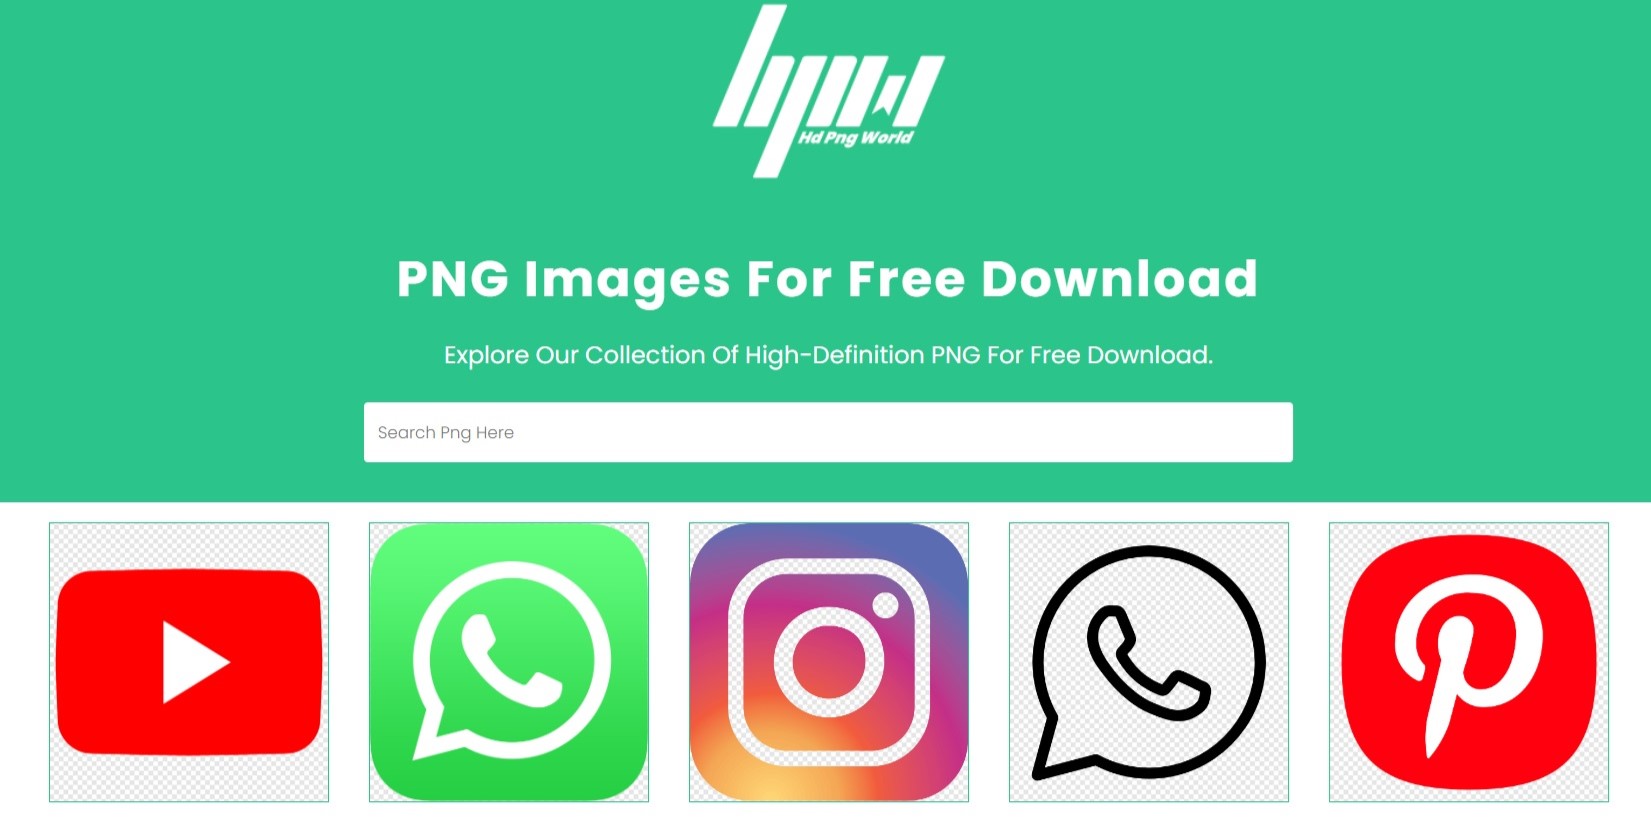 hpw
Hd Png World
PNG Images For Free Download
Explore Our Collection Of High-Definition PNG For Free Download.
Search Png Here